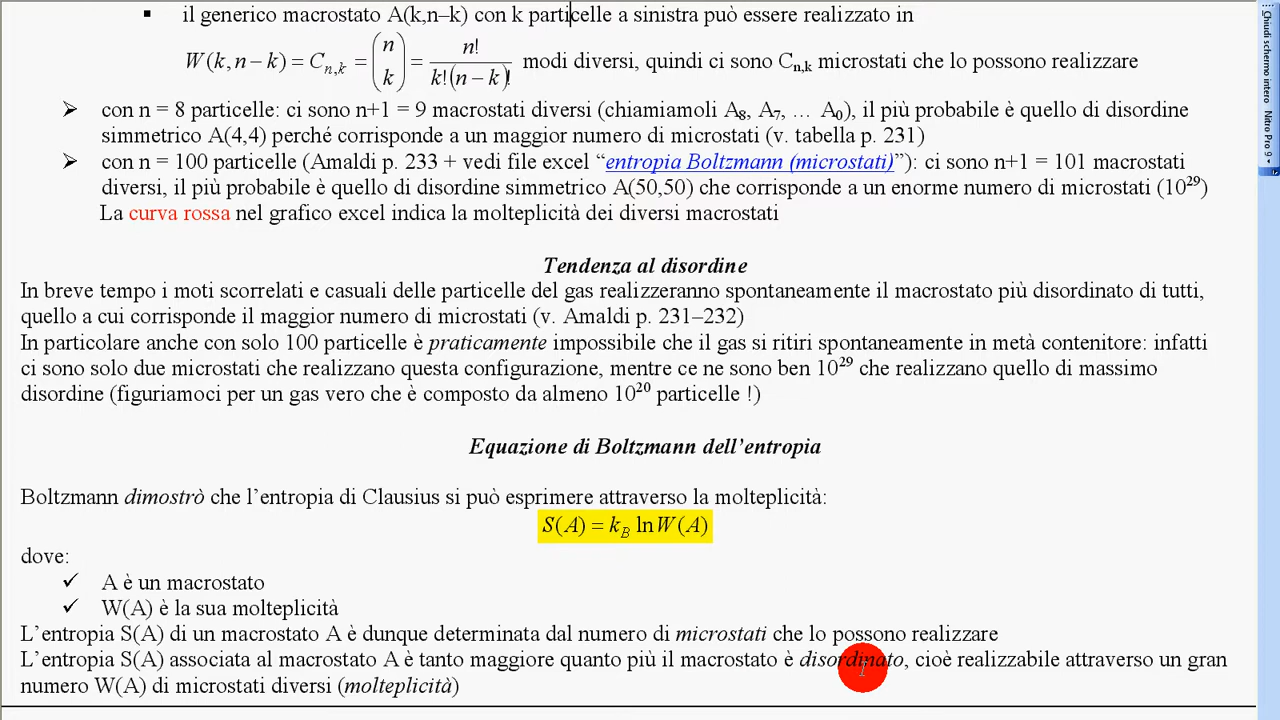 ▪ il generico macrostato A(k,n–k) con k particelle a sinistra può essere realizzato in
W(k,n−k) = C_{n,k} = (n k) = n! / k!(n−k)! modi diversi, quindi ci sono C_{n,k} microstati che lo possono realizzare
➢ con n = 8 particelle: ci sono n+1 = 9 macrostati diversi (chiamiamoli A₈, A₇, … A₀), il più probabile è quello di disordine
simmetrico A(4,4) perché corrisponde a un maggior numero di microstati (v. tabella p. 231)
➢ con n = 100 particelle (Amaldi p. 233 + vedi file excel “entropia Boltzmann (microstati)”): ci sono n+1 = 101 macrostati
diversi, il più probabile è quello di disordine simmetrico A(50,50) che corrisponde a un enorme numero di microstati (10²⁹)
La curva rossa nel grafico excel indica la molteplicità dei diversi macrostati
Tendenza al disordine
In breve tempo i moti scorrelati e casuali delle particelle del gas realizzeranno spontaneamente il macrostato più disordinato di tutti,
quello a cui corrisponde il maggior numero di microstati (v. Amaldi p. 231–232)
In particolare anche con solo 100 particelle è praticamente impossibile che il gas si ritiri spontaneamente in metà contenitore: infatti
ci sono solo due microstati che realizzano questa configurazione, mentre ce ne sono ben 10²⁹ che realizzano quello di massimo
disordine (figuriamoci per un gas vero che è composto da almeno 10²⁰ particelle !)
Equazione di Boltzmann dell’entropia
Boltzmann dimostrò che l’entropia di Clausius si può esprimere attraverso la molteplicità:
S(A) = k_B ln W(A)
dove:
✓ A è un macrostato
✓ W(A) è la sua molteplicità
L’entropia S(A) di un macrostato A è dunque determinata dal numero di microstati che lo possono realizzare
L’entropia S(A) associata al macrostato A è tanto maggiore quanto più il macrostato è disordinato, cioè realizzabile attraverso un gran
numero W(A) di microstati diversi (molteplicità)
Chiudi schermo intero
Nitro Pro 9